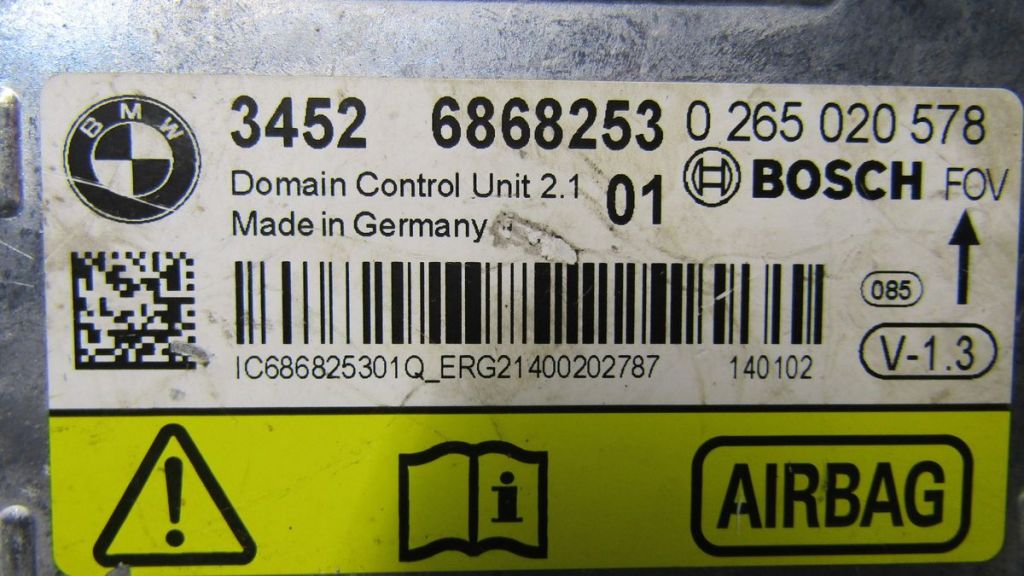 BMW
3452 6868253 0 265 020 578
Domain Control Unit 2.1 01 BOSCH FOV
Made in Germany
085
IC686825301Q_ERG21400202787 140102
V-1.3
i
AIRBAG